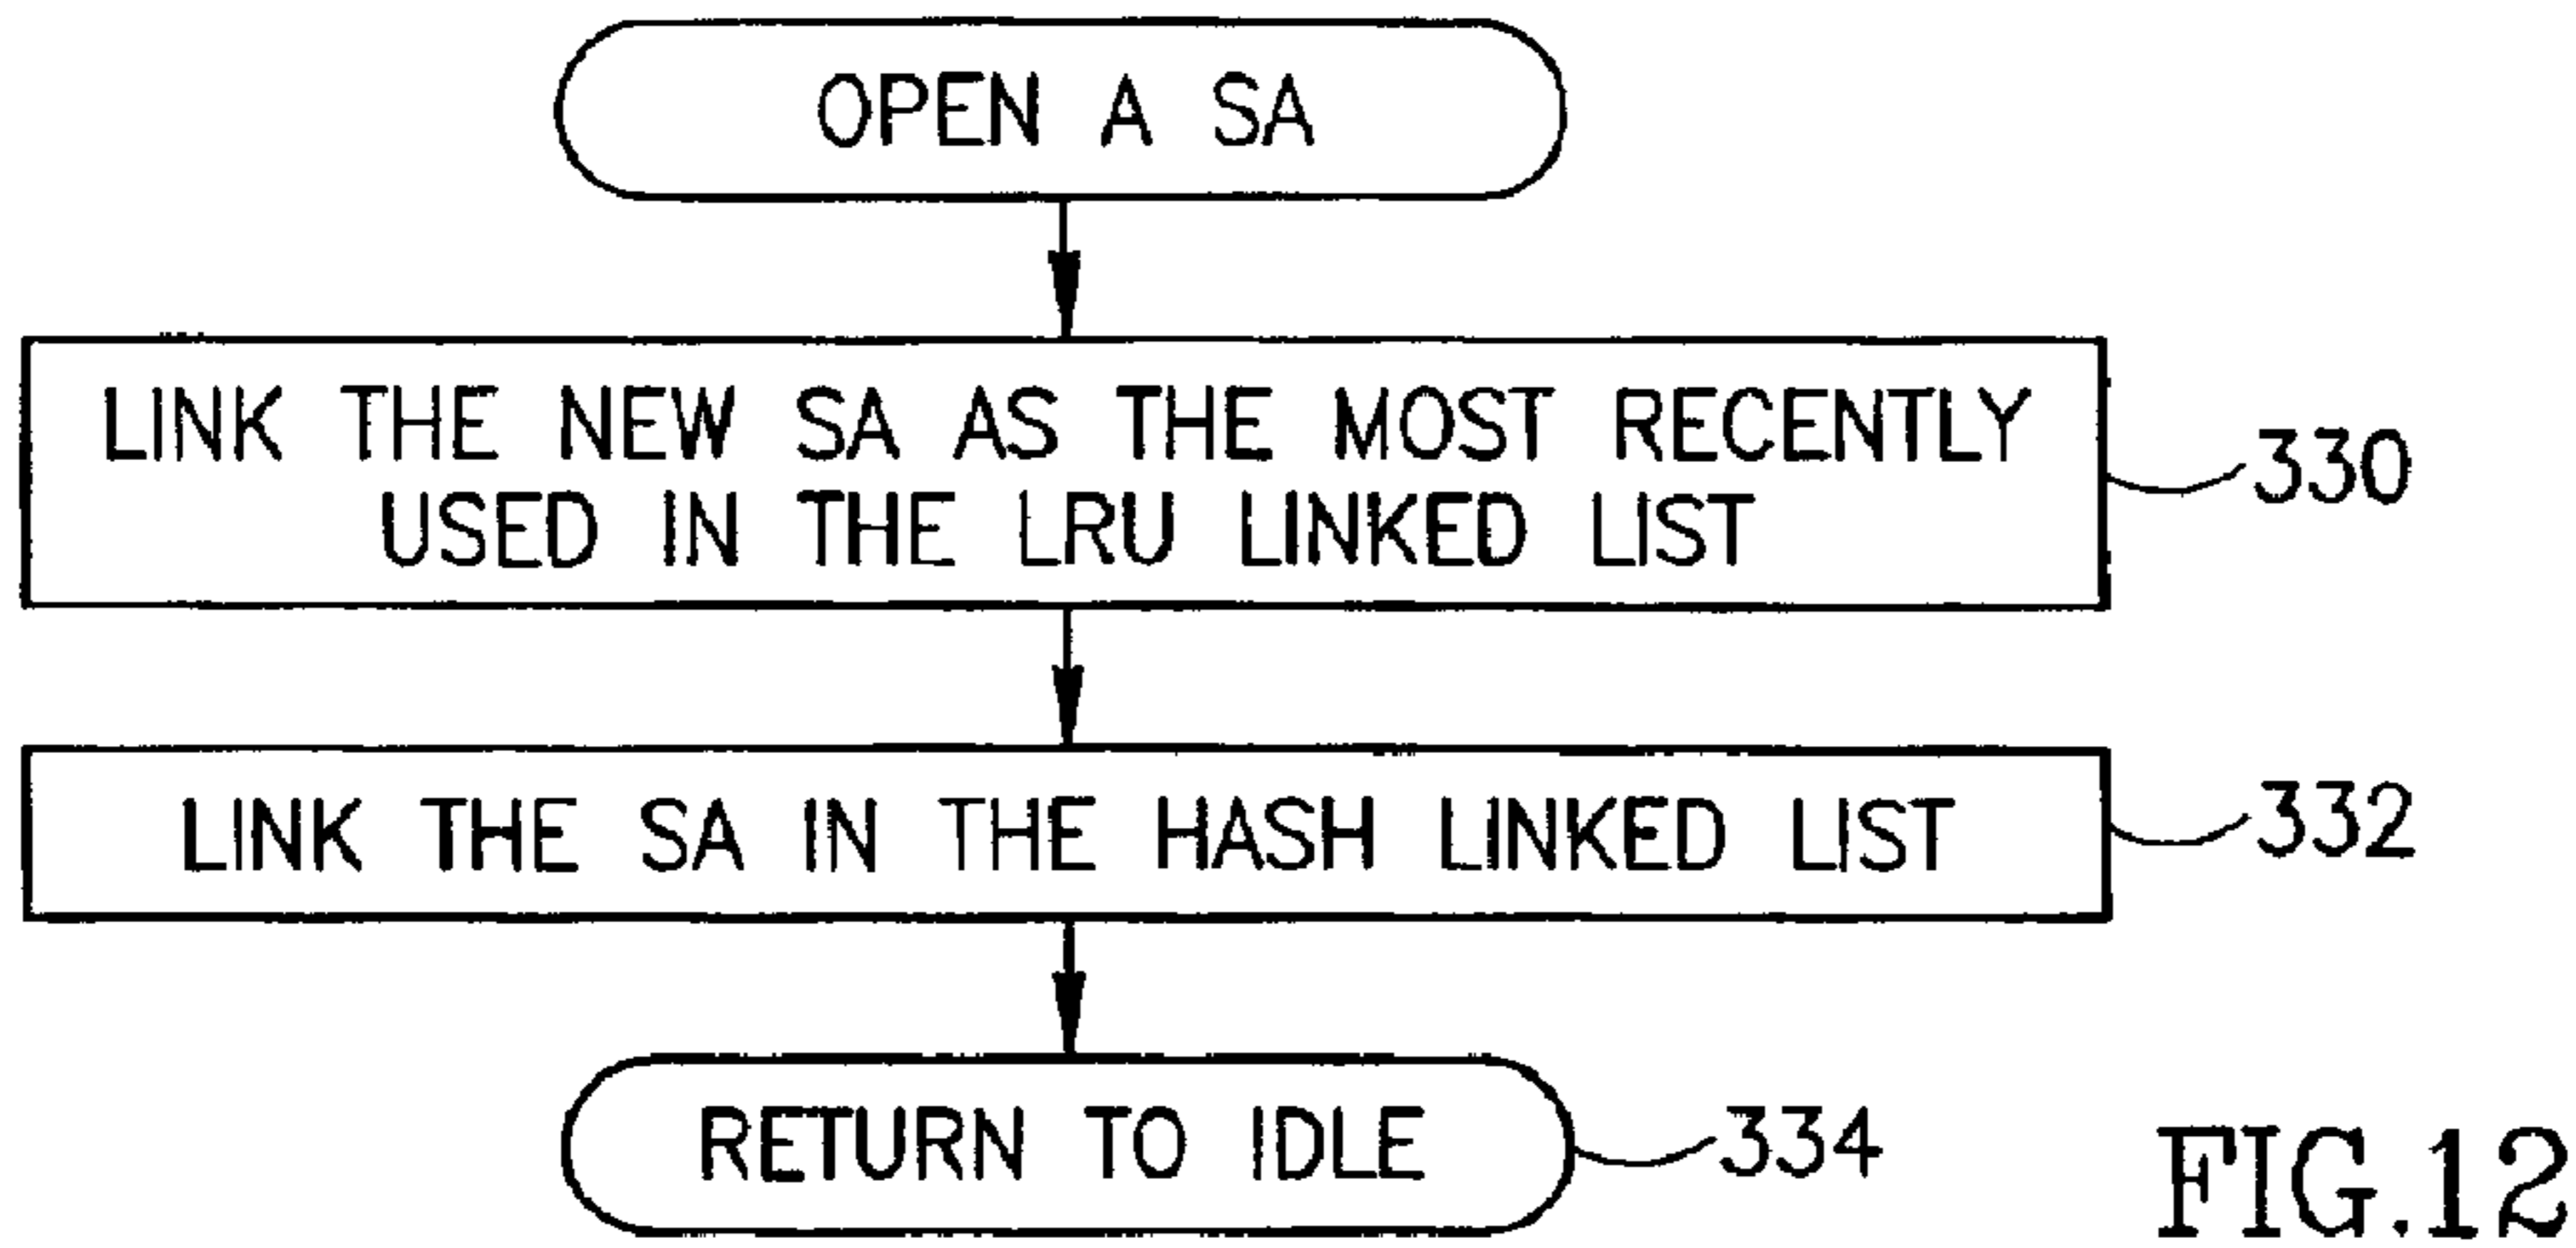 OPEN A SA
LINK THE NEW SA AS THE MOST RECENTLY
USED IN THE LRU LINKED LIST
330
LINK THE SA IN THE HASH LINKED LIST
332
RETURN TO IDLE
334
FIG.12